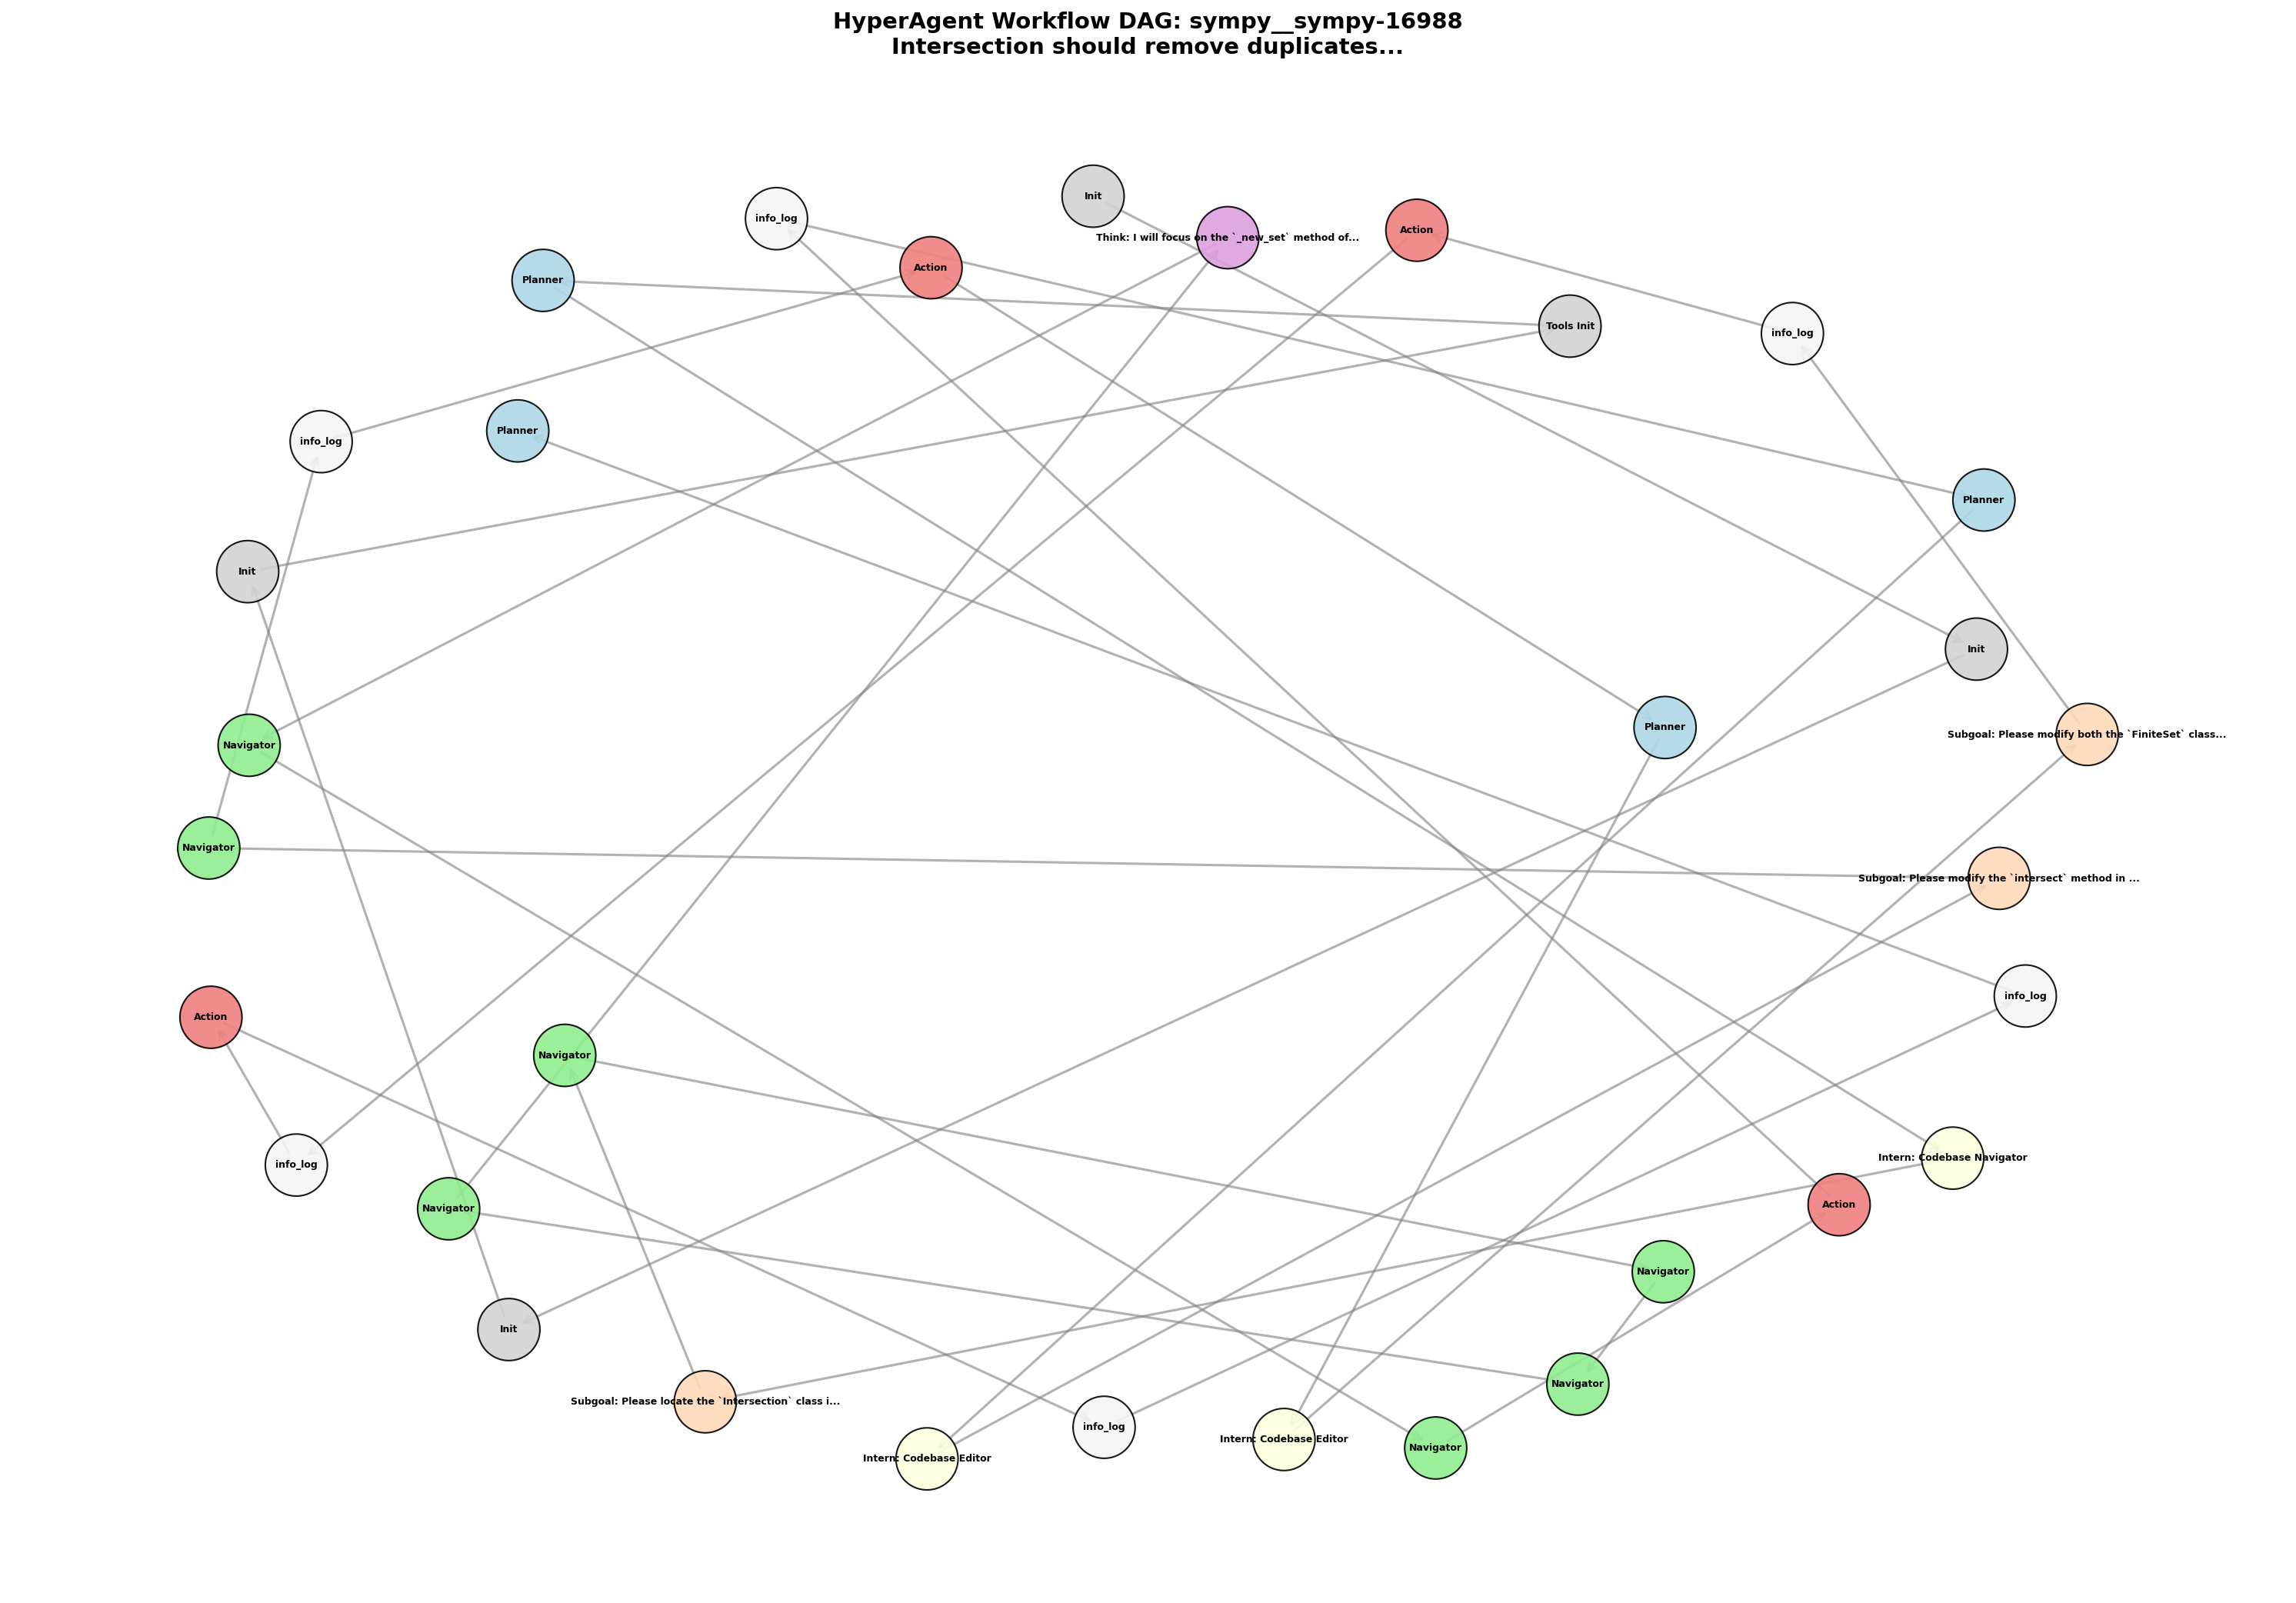 HyperAgent Workflow DAG: sympy__sympy-16988
Intersection should remove duplicates...
Init
info_log
Action
Think: I will focus on the `_new_set` method of...
Action
Planner
Tools Init
info_log
Planner
info_log
Planner
Init
Init
Planner
Subgoal: Please modify both the `FiniteSet` class...
Navigator
Navigator
Subgoal: Please modify the `intersect` method in ...
info_log
Action
Navigator
Intern: Codebase Navigator
info_log
Action
Navigator
Navigator
Init
Navigator
Subgoal: Please locate the `Intersection` class i...
info_log
Intern: Codebase Editor
Navigator
Intern: Codebase Editor